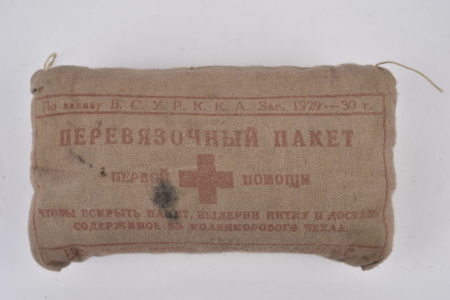 По заказу В. С. У. Р. К. К. А. Заг. 1929—30 г.
ПЕРЕВЯЗОЧНЫЙ ПАКЕТ
ПЕРВОЙ ПОМОЩИ
ЧТОБЫ ВСКРЫТЬ ПАКЕТ, ВЫДЕРНИ НИТКУ И ДОСТАНЬ
СОДЕРЖИМОЕ ИЗ КОЛЕНКОРОВОГО ЧЕХЛА.